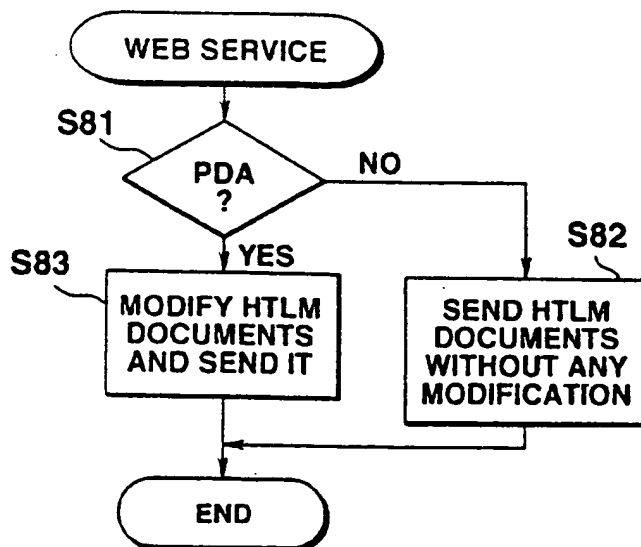 WEB SERVICE
S81
PDA
?
NO
YES
S83
MODIFY HTLM
DOCUMENTS
AND SEND IT
S82
SEND HTLM
DOCUMENTS
WITHOUT ANY
MODIFICATION
END